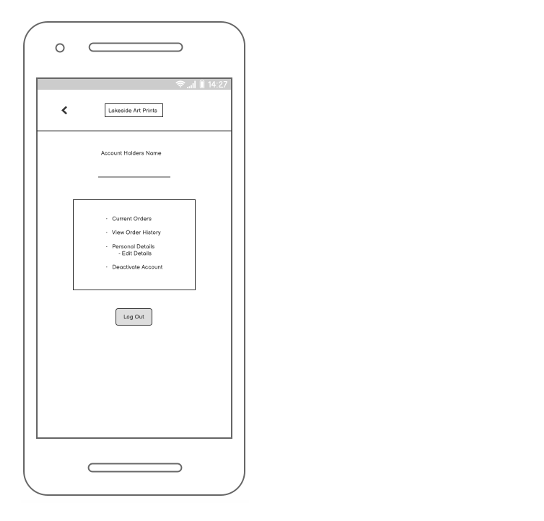 14:27
Lakeside Art Prints
Account Holders Name
- Current Orders
- View Order History
- Personal Details
- Edit Details
- Deactivate Account
Log Out